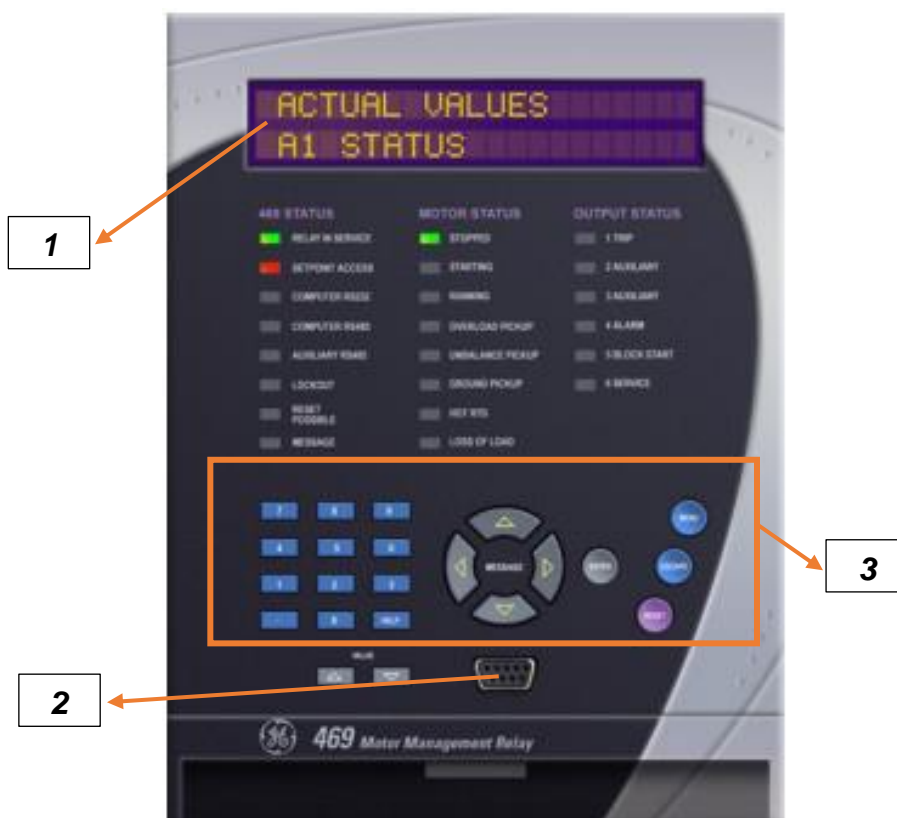 ACTUAL VALUES
A1 STATUS
469 STATUS
MOTOR STATUS
OUTPUT STATUS
RELAY IN SERVICE
STOPPED
1 TRIP
SETPOINT ACCESS
STARTING
2 AUXILIARY
COMPUTER RS232
RUNNING
3 AUXILIARY
COMPUTER RS485
OVERLOAD PICKUP
4 ALARM
AUXILIARY RS485
UNBALANCE PICKUP
5 BLOCK START
LOCKOUT
GROUND PICKUP
6 SERVICE
RESET
POSSIBLE
HOT RTD
MESSAGE
LOSS OF LOAD
1
7 8 9
MENU
4 5 6
MESSAGE
ENTER
ESCAPE
1 2 3
3
0 HELP
RESET
VALUE
2
GE
469 Motor Management Relay